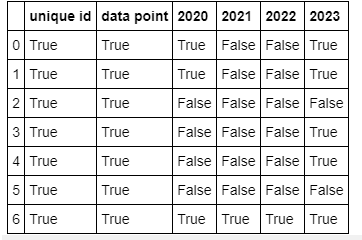 unique id data point 2020 2021 2022 2023
0 True True True False False True
1 True True True False False True
2 True True False False False False
3 True True False False False True
4 True True False False False True
5 True True False False False False
6 True True True True True True